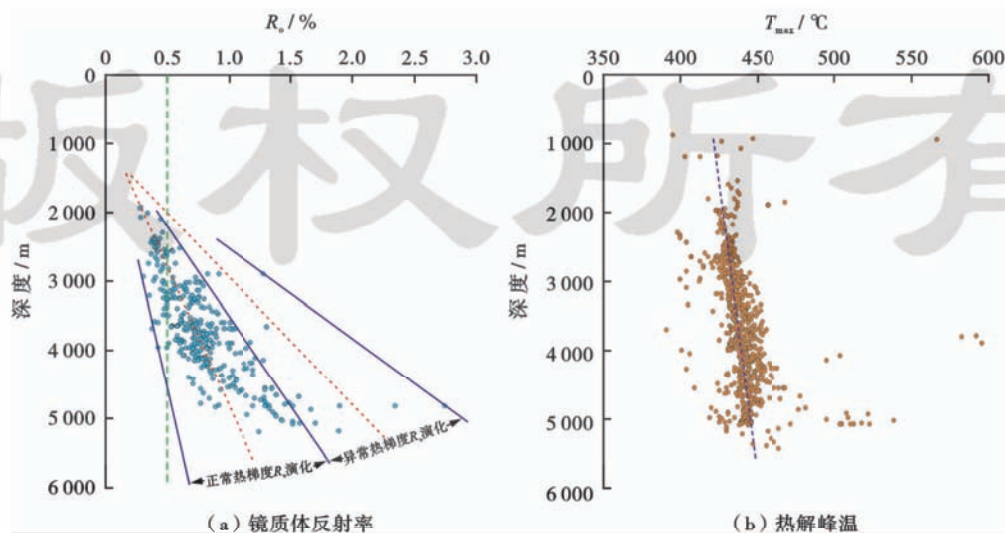 Rₒ / %
0 0.5 1.0 1.5 2.0 2.5 3.0
0
1 000
2 000
3 000
4 000
5 000
6 000
深度 / m
正常热梯度Rₒ演化
异常热梯度Rₒ演化
(a) 镜质体反射率
Tmax / ℃
350 400 450 500 550 600
0
1 000
2 000
3 000
4 000
5 000
6 000
深度 / m
(b) 热解峰温
版权所有